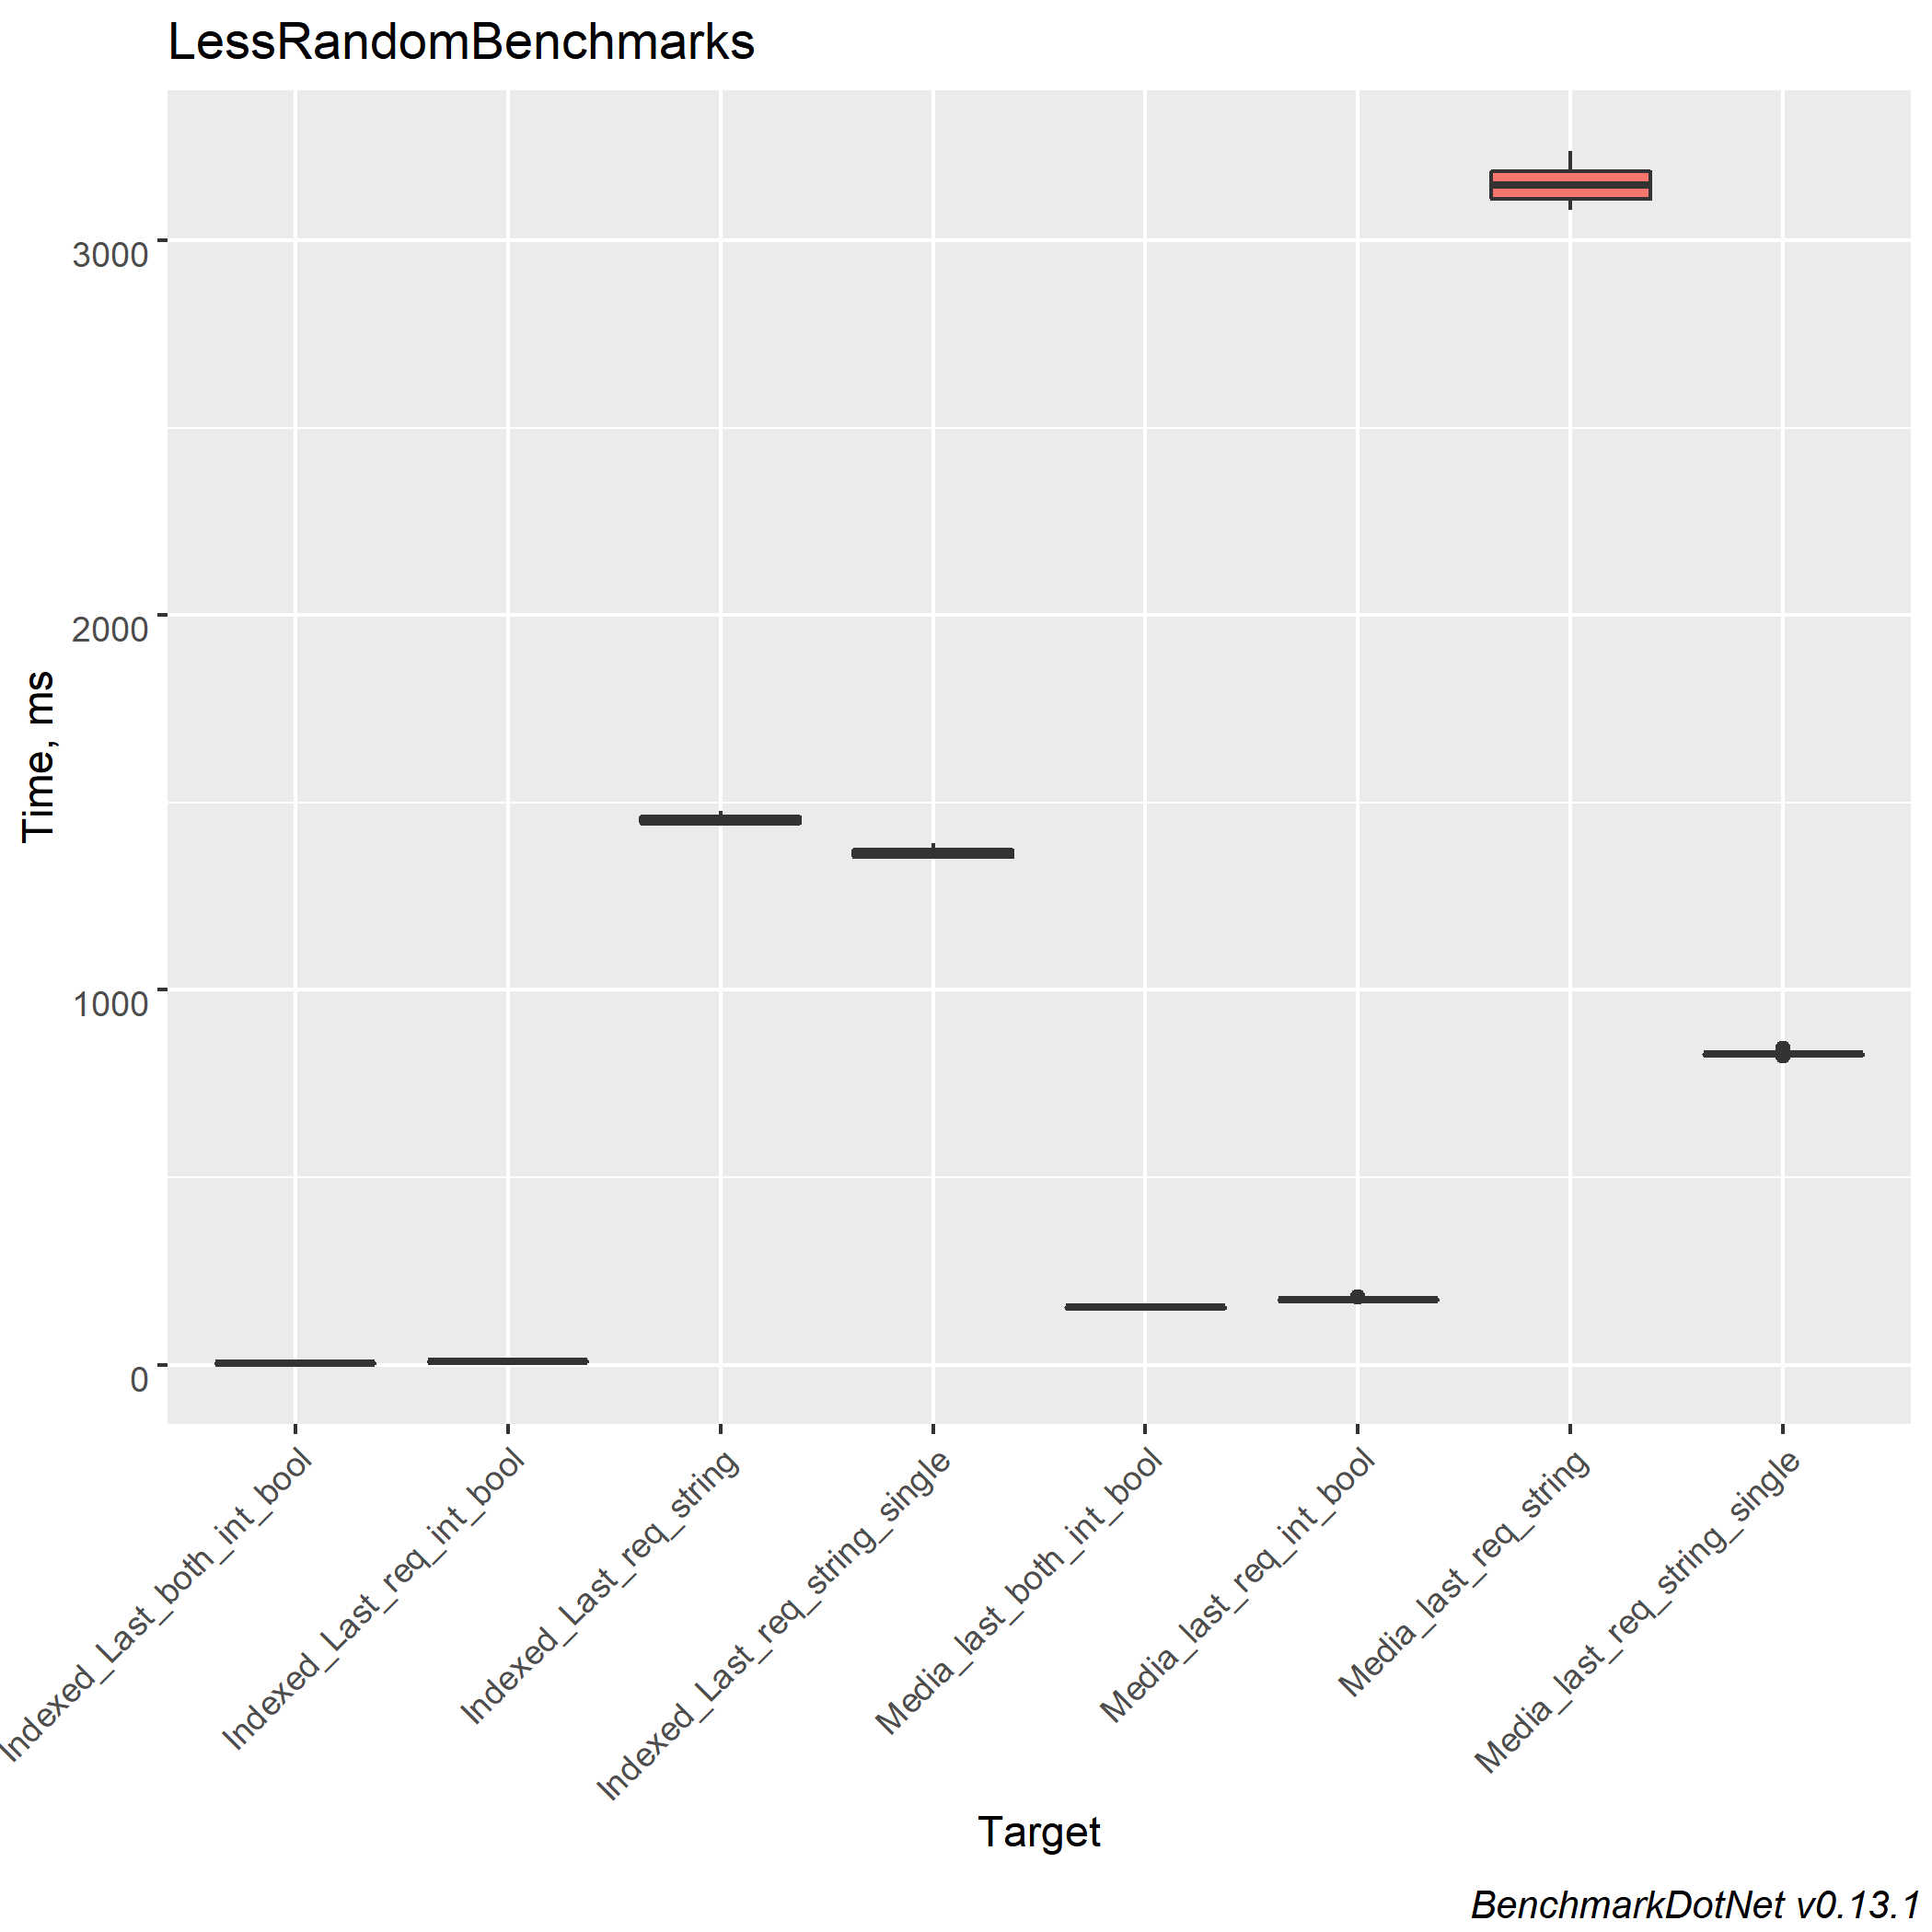 LessRandomBenchmarks
Time, ms
3000
2000
1000
0
Indexed_Last_both_int_bool
Indexed_Last_req_int_bool
Indexed_Last_req_string
Indexed_Last_req_string_single
Media_last_both_int_bool
Media_last_req_int_bool
Media_last_req_string
Media_last_req_string_single
Target
BenchmarkDotNet v0.13.1